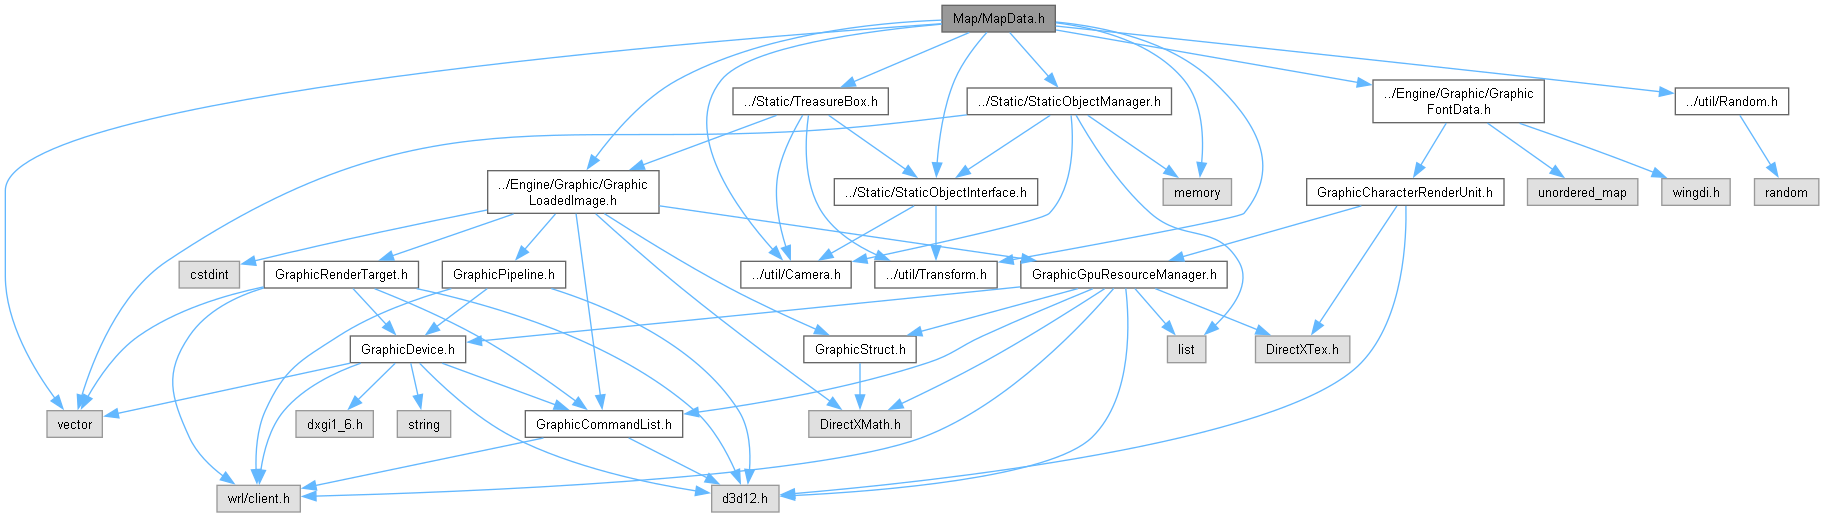 Map/MapData.h
../Static/TreasureBox.h
../Static/StaticObjectManager.h
../Engine/Graphic/Graphic
FontData.h
../util/Random.h
../Engine/Graphic/Graphic
LoadedImage.h
../Static/StaticObjectInterface.h
memory
GraphicCharacterRenderUnit.h
unordered_map
wingdi.h
random
cstdint
GraphicRenderTarget.h
GraphicPipeline.h
../util/Camera.h
../util/Transform.h
GraphicGpuResourceManager.h
GraphicDevice.h
GraphicStruct.h
list
DirectXTex.h
vector
dxgi1_6.h
string
GraphicCommandList.h
DirectXMath.h
wrl/client.h
d3d12.h